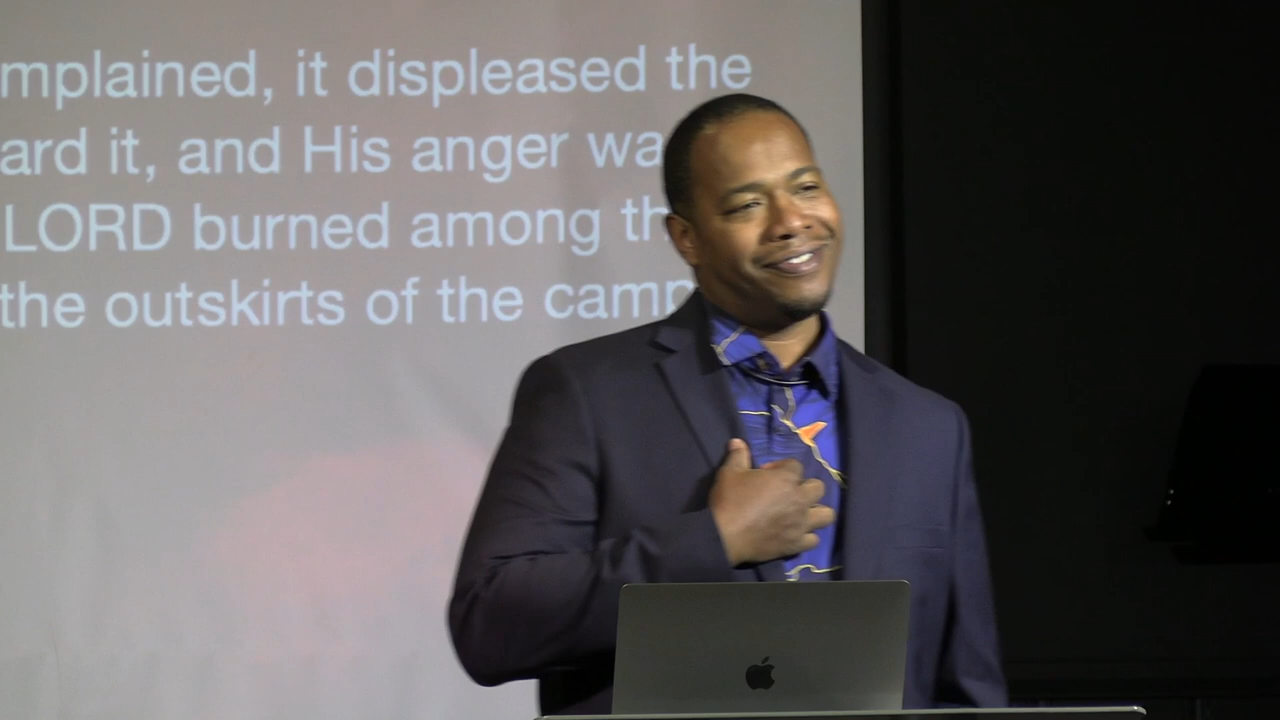 mplained, it displeased the
ard it, and His anger wa
LORD burned among th
the outskirts of the camp